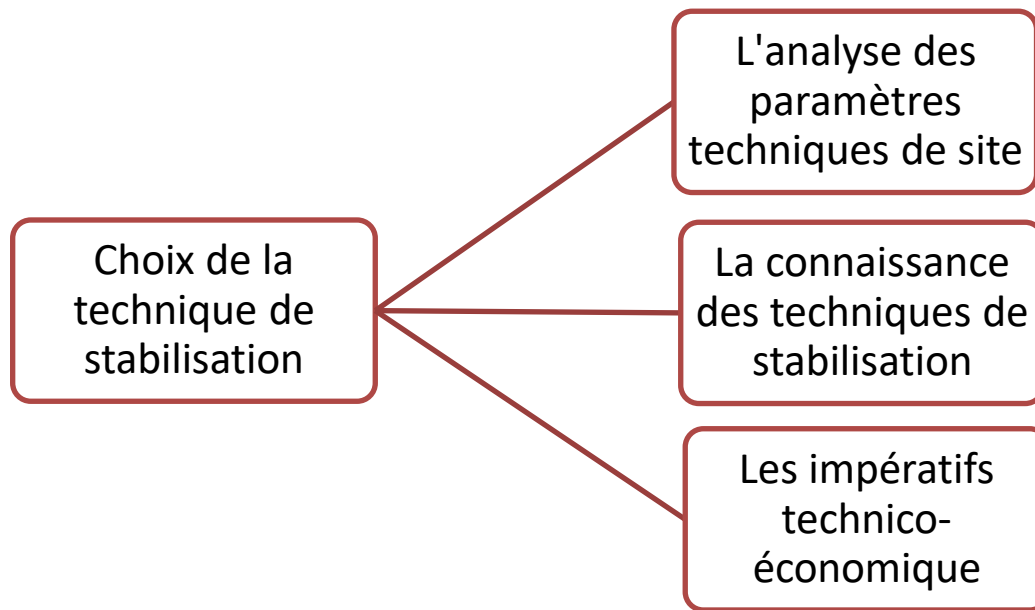 Choix de la
technique de
stabilisation
L'analyse des
paramètres
techniques de site
La connaissance
des techniques de
stabilisation
Les impératifs
technico-
économique